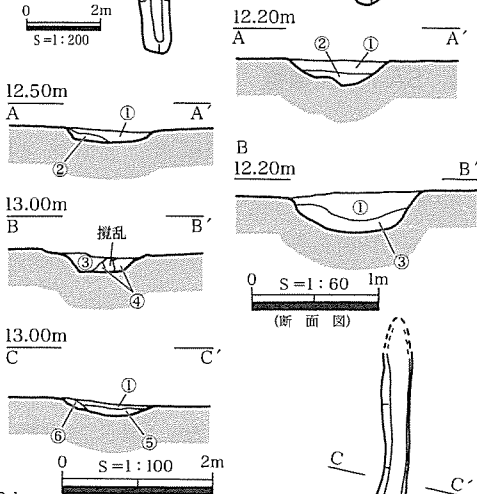 0 2m
S=1:200
12.50m
A A′
①
②
13.00m
B B′
攪乱
③
④
13.00m
C C′
①
⑥ ⑤
0 S=1:100 2m
12.20m
A A′
② ①
B
12.20m B′
①
③
0 S=1:60 1m
(断面図)
C
C′